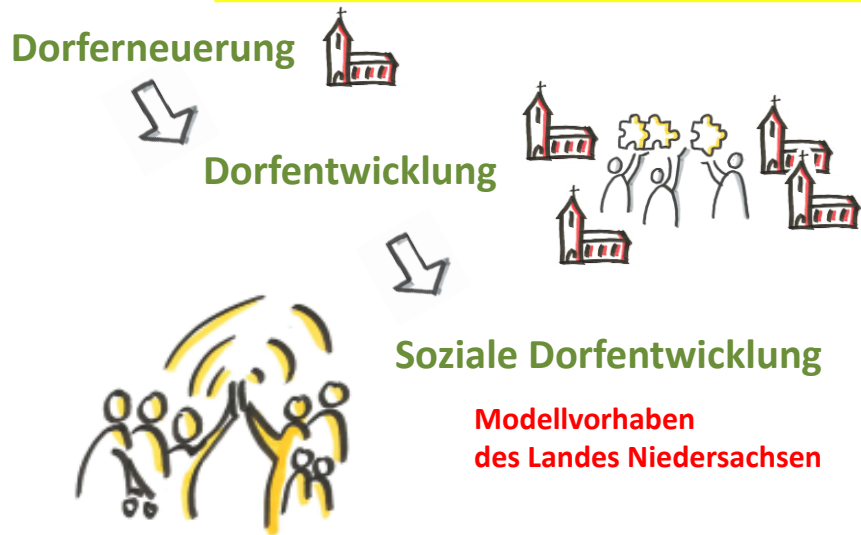 Dorferneuerung
Dorfentwicklung
Soziale Dorfentwicklung
Modellvorhaben
des Landes Niedersachsen